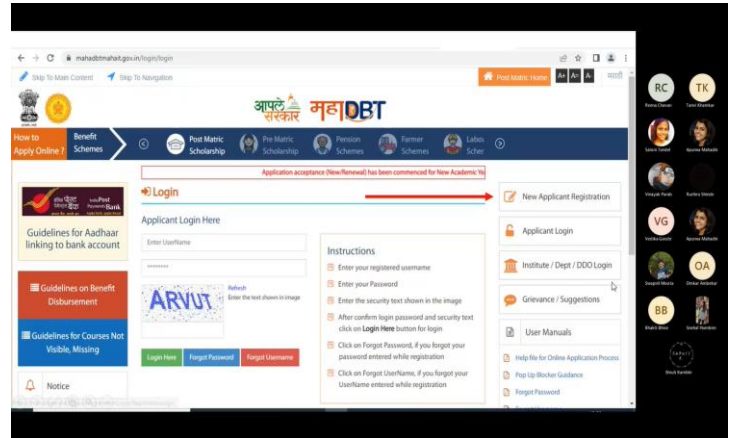 mahadbtmahait.gov.in/login/login
Skip To Main Content
Skip To Navigation
Post Matric Home
A+ A= A-
मराठी
आपले सरकार
महाDBT
How to Apply Online ?
Benefit Schemes
Post Matric Scholarship
Pre Matric Scholarship
Pension Schemes
Farmer Schemes
Labo
Scher
Application acceptance (New/Renewal) has been commenced for New Academic Ye
Guidelines for Aadhaar
linking to bank account
Guidelines on Benefit
Disbursement
Guidelines for Courses Not
Visible, Missing
Notice
Login
Applicant Login Here
Enter UserName
********
ARVUT
Refresh
Enter the text shown in image
Login Here
Forgot Password
Forgot Username
Instructions
Enter your registered username
Enter your Password
Enter the security text shown in the image
After confirm login password and security text
click on Login Here button for login
Click on Forgot Password, if you forgot your
password entered while registration
Click on Forgot UserName, if you forgot your
UserName entered while registration
New Applicant Registration
Applicant Login
Institute / Dept / DDO Login
Grievance / Suggestions
User Manuals
Help file for Online Application Process
Pop Up Blocker Guidance
Forgot Password
RC
TK
VG
OA
BB